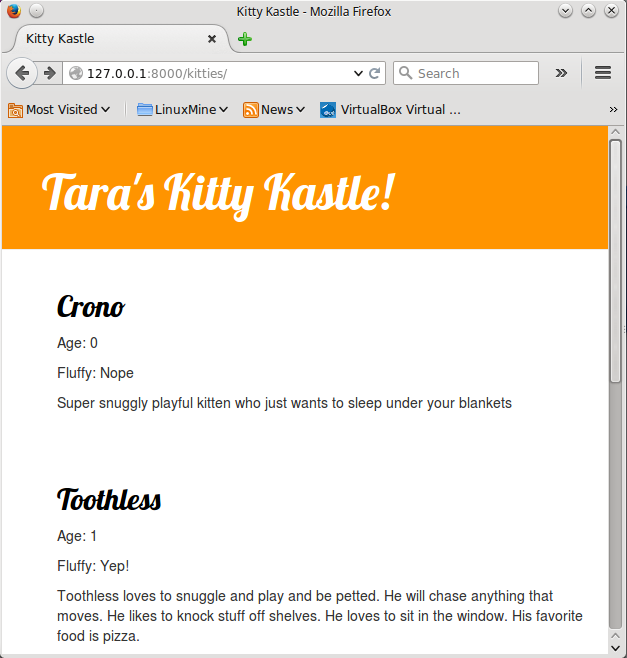 Kitty Kastle - Mozilla Firefox
Kitty Kastle
127.0.0.1:8000/kitties/
Search
Most Visited
LinuxMine
News
VirtualBox Virtual ...
Tara's Kitty Kastle!
Crono
Age: 0
Fluffy: Nope
Super snuggly playful kitten who just wants to sleep under your blankets
Toothless
Age: 1
Fluffy: Yep!
Toothless loves to snuggle and play and be petted. He will chase anything that
moves. He likes to knock stuff off shelves. He loves to sit in the window. His favorite
food is pizza.